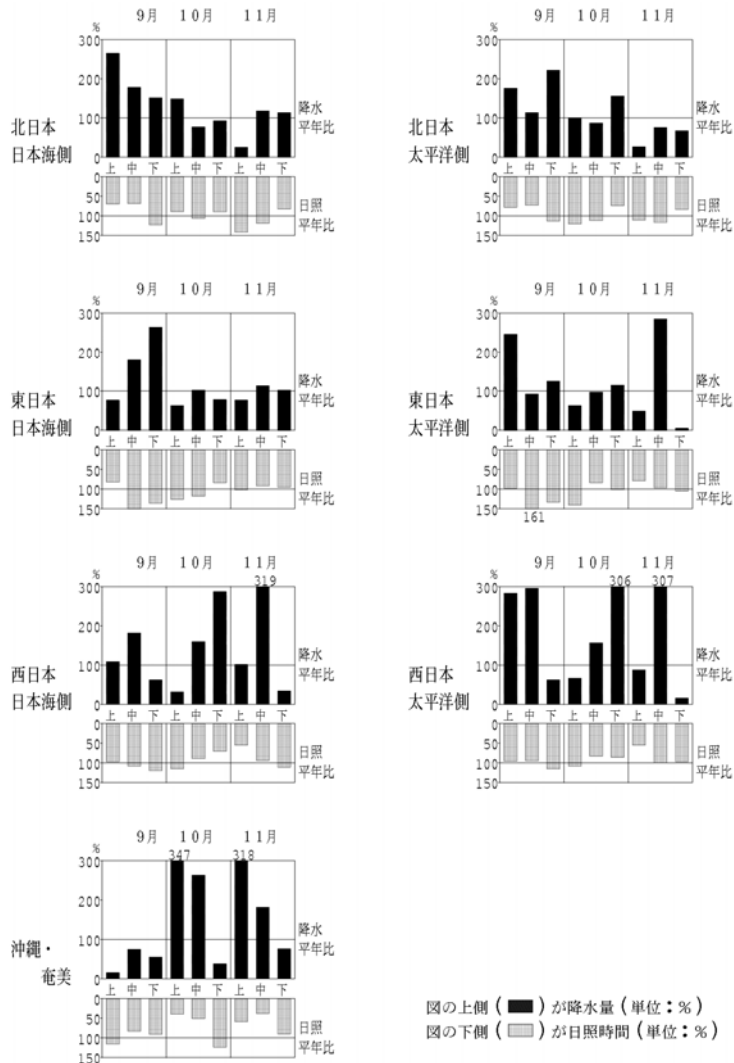 9月 10月 11月
%
300
200
100
0
降水
平年比
北日本
日本海側
上 中 下 上 中 下 上 中 下
0
50
100
150
日照
平年比
9月 10月 11月
%
300
200
100
0
降水
平年比
北日本
太平洋側
上 中 下 上 中 下 上 中 下
0
50
100
150
日照
平年比
9月 10月 11月
%
300
200
100
0
降水
平年比
東日本
日本海側
上 中 下 上 中 下 上 中 下
0
50
100
150
日照
平年比
9月 10月 11月
%
300
200
100
0
降水
平年比
東日本
太平洋側
上 中 下 上 中 下 上 中 下
0
50
100
150
161
日照
平年比
9月 10月 11月
%
319
300
200
100
0
降水
平年比
西日本
日本海側
上 中 下 上 中 下 上 中 下
0
50
100
150
日照
平年比
9月 10月 11月
%
306 307
300
200
100
0
降水
平年比
西日本
太平洋側
上 中 下 上 中 下 上 中 下
0
50
100
150
日照
平年比
9月 10月 11月
%
347 318
300
200
100
0
降水
平年比
沖縄・
奄美
上 中 下 上 中 下 上 中 下
0
50
100
150
日照
平年比
図の上側(■)が降水量(単位:%)
図の下側( )が日照時間(単位:%)